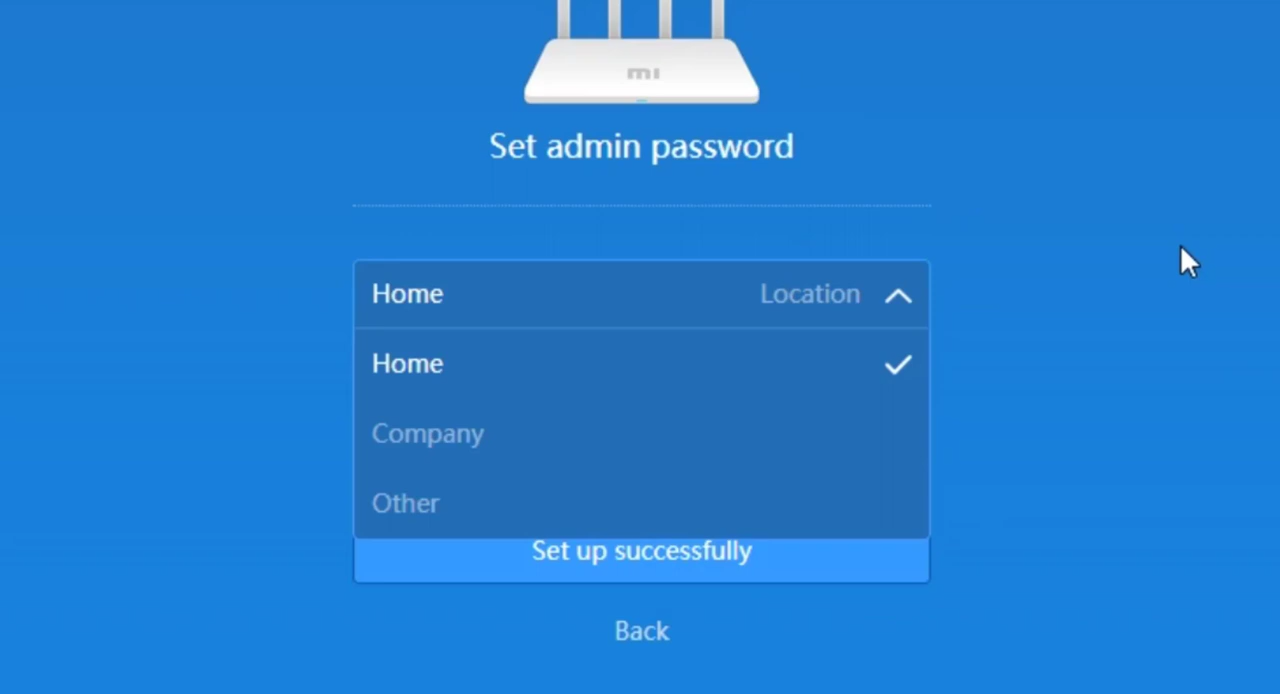 mi
Set admin password
Home Location
Home
Company
Other
Set up successfully
Back